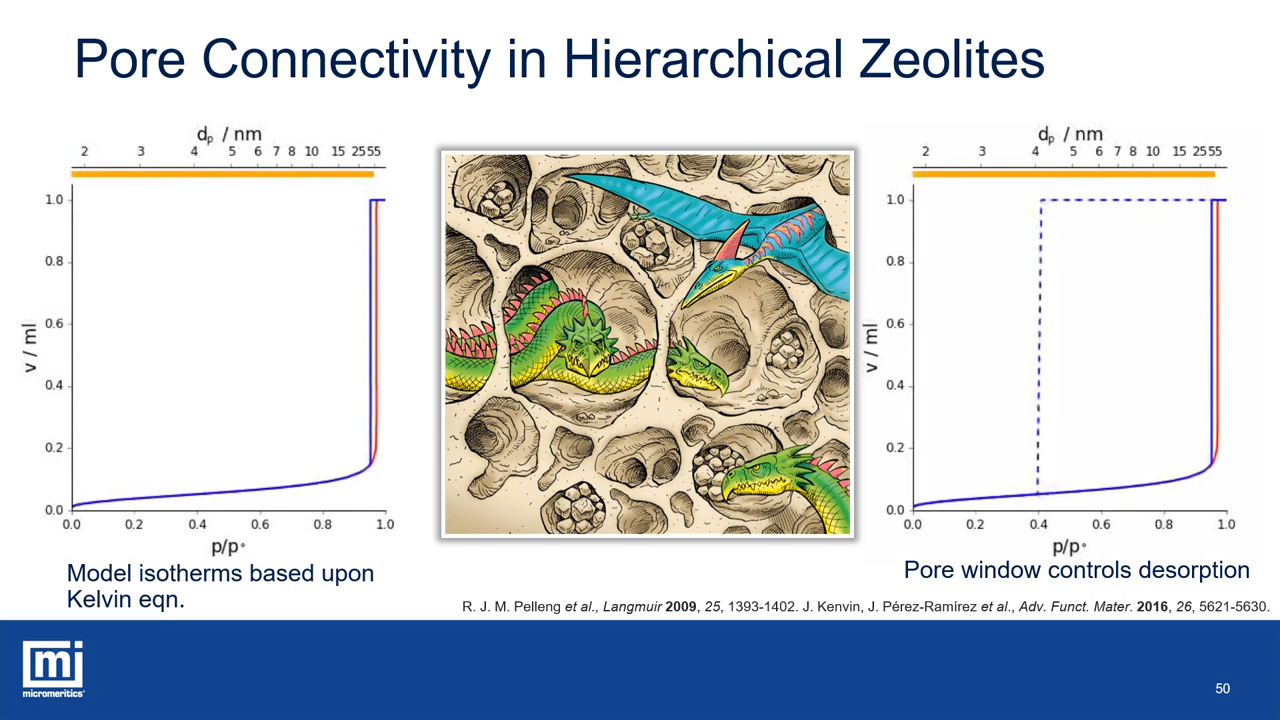 Pore Connectivity in Hierarchical Zeolites
dp / nm
2 3 4 5 6 7 8 10 15 25 55
1.0
0.8
0.6
0.4
0.2
0.0
v / ml
0.0 0.2 0.4 0.6 0.8 1.0
p/p°
Model isotherms based upon
Kelvin eqn.
dp / nm
2 3 4 5 6 7 8 10 15 25 55
1.0
0.8
0.6
0.4
0.2
0.0
v / ml
0.0 0.2 0.4 0.6 0.8 1.0
p/p°
Pore window controls desorption
R. J. M. Pelleng et al., Langmuir 2009, 25, 1393-1402. J. Kenvin, J. Pérez-Ramírez et al., Adv. Funct. Mater. 2016, 26, 5621-5630.
mi
micromeritics®
50